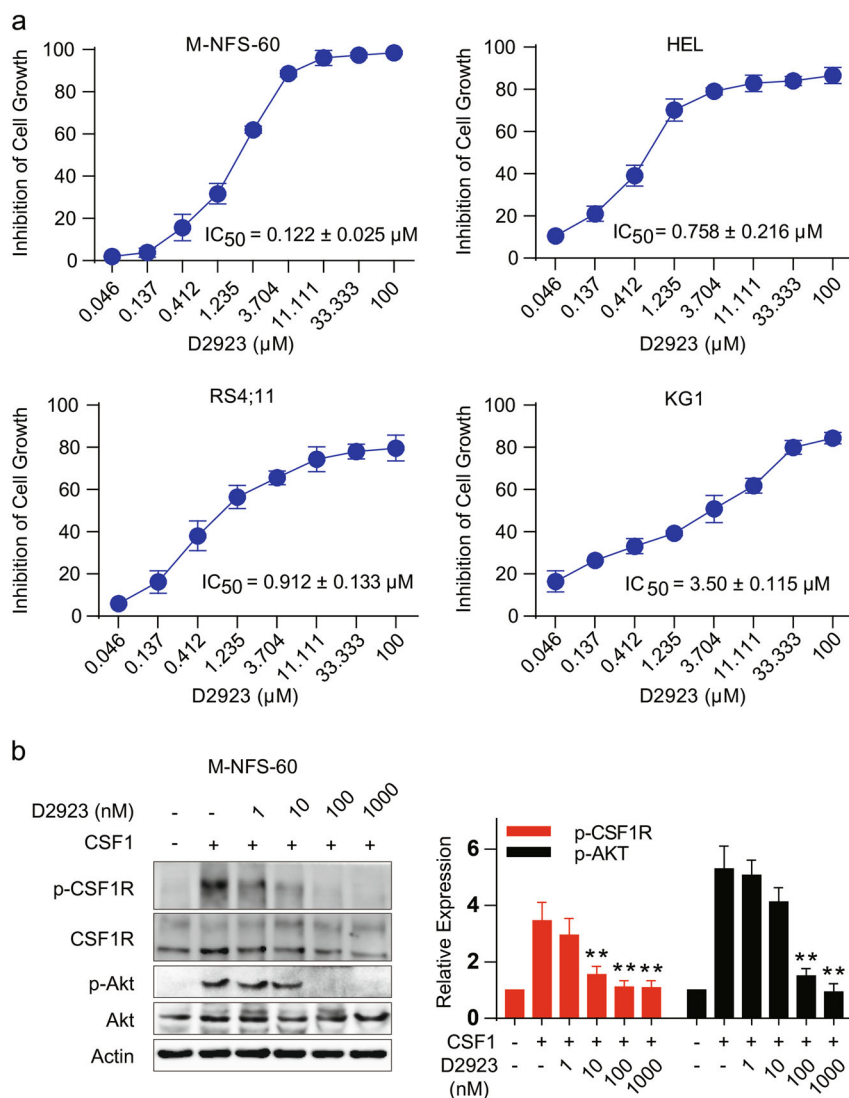 a
M-NFS-60
Inhibition of Cell Growth
100
80
60
40
20
0
IC50 = 0.122 ± 0.025 µM
0.046 0.137 0.412 1.235 3.704 11.111 33.333 100
D2923 (µM)
HEL
Inhibition of Cell Growth
100
80
60
40
20
0
IC50 = 0.758 ± 0.216 µM
0.046 0.137 0.412 1.235 3.704 11.111 33.333 100
D2923 (µM)
RS4;11
Inhibition of Cell Growth
100
80
60
40
20
0
IC50 = 0.912 ± 0.133 µM
0.046 0.137 0.412 1.235 3.704 11.111 33.333 100
D2923 (µM)
KG1
Inhibition of Cell Growth
100
80
60
40
20
0
IC50 = 3.50 ± 0.115 µM
0.046 0.137 0.412 1.235 3.704 11.111 33.333 100
D2923 (µM)
b
M-NFS-60
D2923 (nM) - - 1 10 100 1000
CSF1 - + + + + +
p-CSF1R
CSF1R
p-Akt
Akt
Actin
Relative Expression
6
4
2
0
p-CSF1R
p-AKT
** ** ** ** **
CSF1 - + + + + + - + + + + +
D2923 - - 1 10 100 1000 - - 1 10 100 1000
(nM)